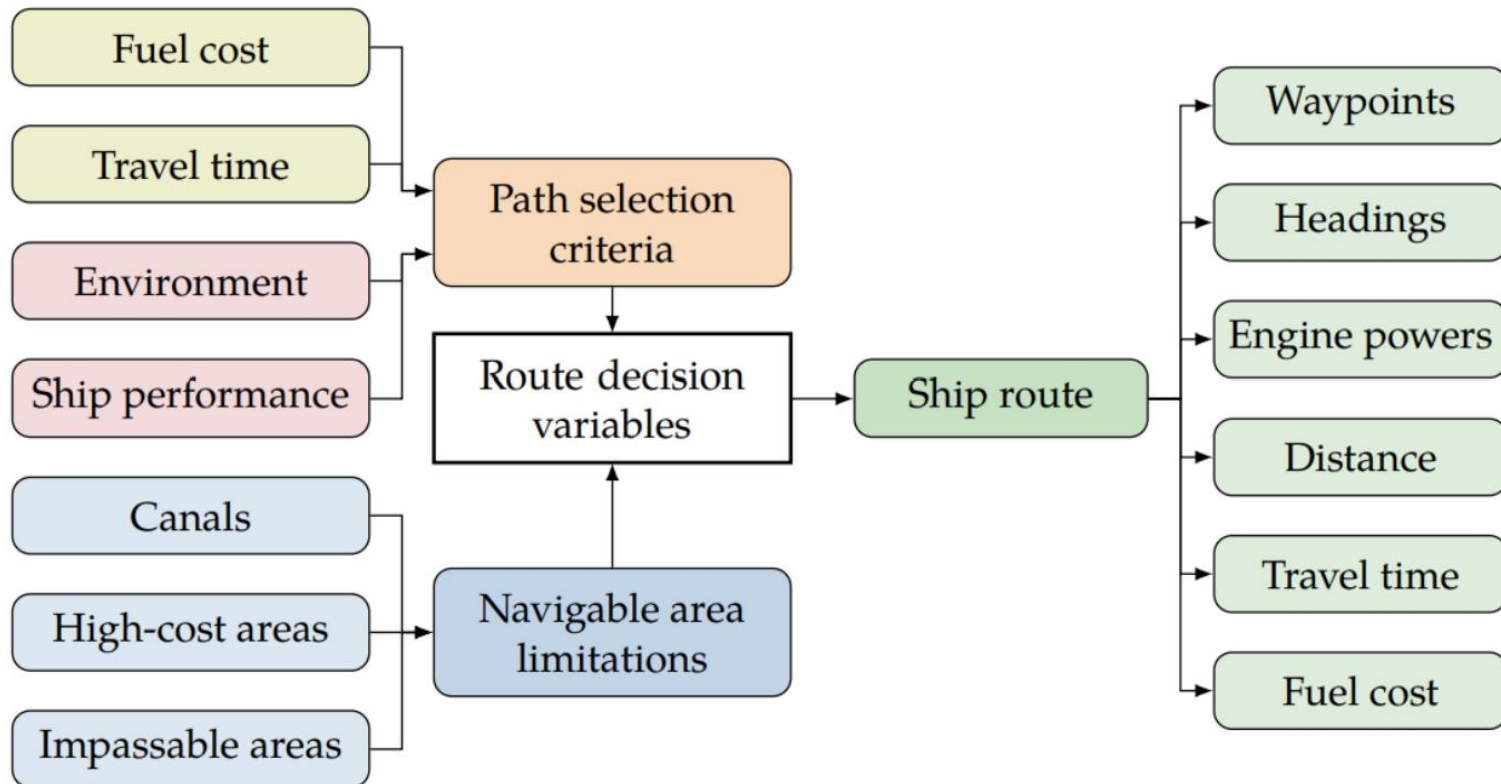 Fuel cost
Travel time
Environment
Ship performance
Canals
High-cost areas
Impassable areas
Path selection
criteria
Route decision
variables
Navigable area
limitations
Ship route
Waypoints
Headings
Engine powers
Distance
Travel time
Fuel cost